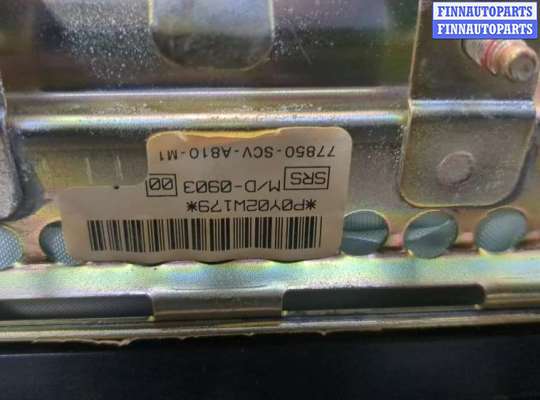 FINNAUTOPARTS
FINNAUTOPARTS
77850-SCV-A810-M1
SRS M/D-0903 00
*P0Y02W179*